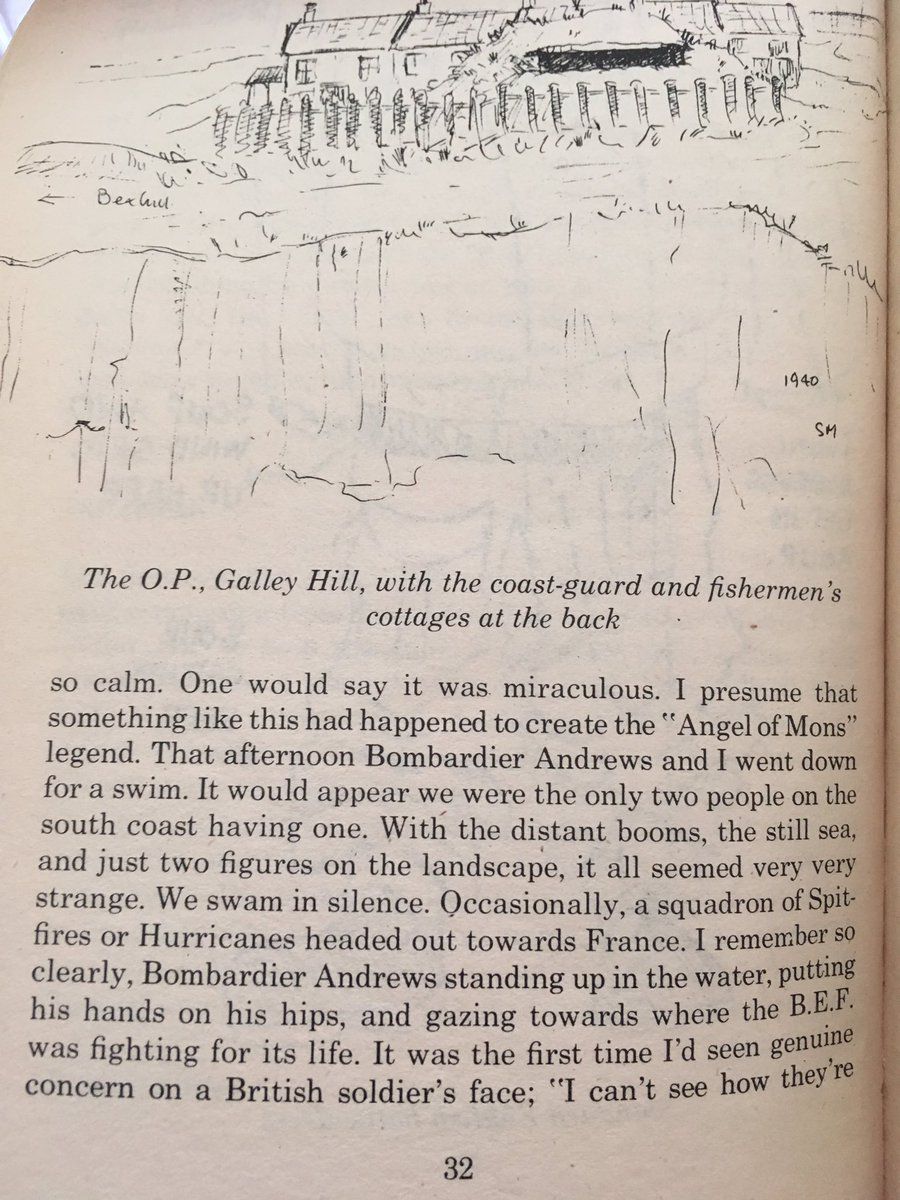 ← Bexhill
1940
SM
The O.P., Galley Hill, with the coast-guard and fishermen's
cottages at the back
so calm. One would say it was miraculous. I presume that
something like this had happened to create the "Angel of Mons"
legend. That afternoon Bombardier Andrews and I went down
for a swim. It would appear we were the only two people on the
south coast having one. With the distant booms, the still sea,
and just two figures on the landscape, it all seemed very very
strange. We swam in silence. Occasionally, a squadron of Spit-
fires or Hurricanes headed out towards France. I remember so
clearly, Bombardier Andrews standing up in the water, putting
his hands on his hips, and gazing towards where the B.E.F.
was fighting for its life. It was the first time I'd seen genuine
concern on a British soldier's face; "I can't see how they're
32